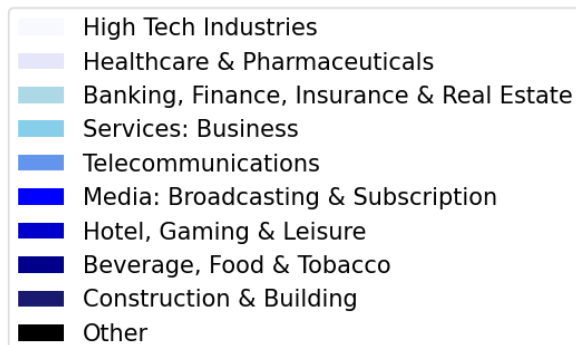 High Tech Industries
Healthcare & Pharmaceuticals
Banking, Finance, Insurance & Real Estate
Services: Business
Telecommunications
Media: Broadcasting & Subscription
Hotel, Gaming & Leisure
Beverage, Food & Tobacco
Construction & Building
Other